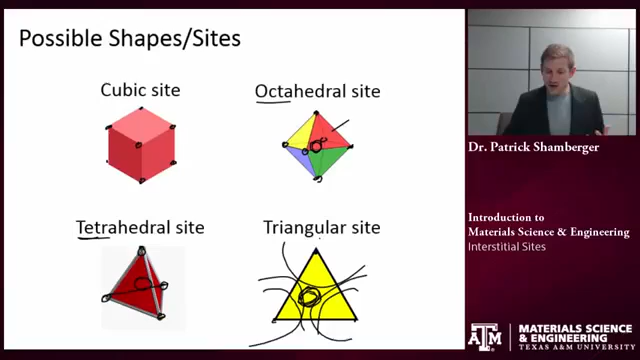 Possible Shapes/Sites
Cubic site
Octahedral site
Tetrahedral site
Triangular site
Dr. Patrick Shamberger
Introduction to
Materials Science & Engineering
Interstitial Sites
ATM
MATERIALS SCIENCE
& ENGINEERING
TEXAS A&M UNIVERSITY